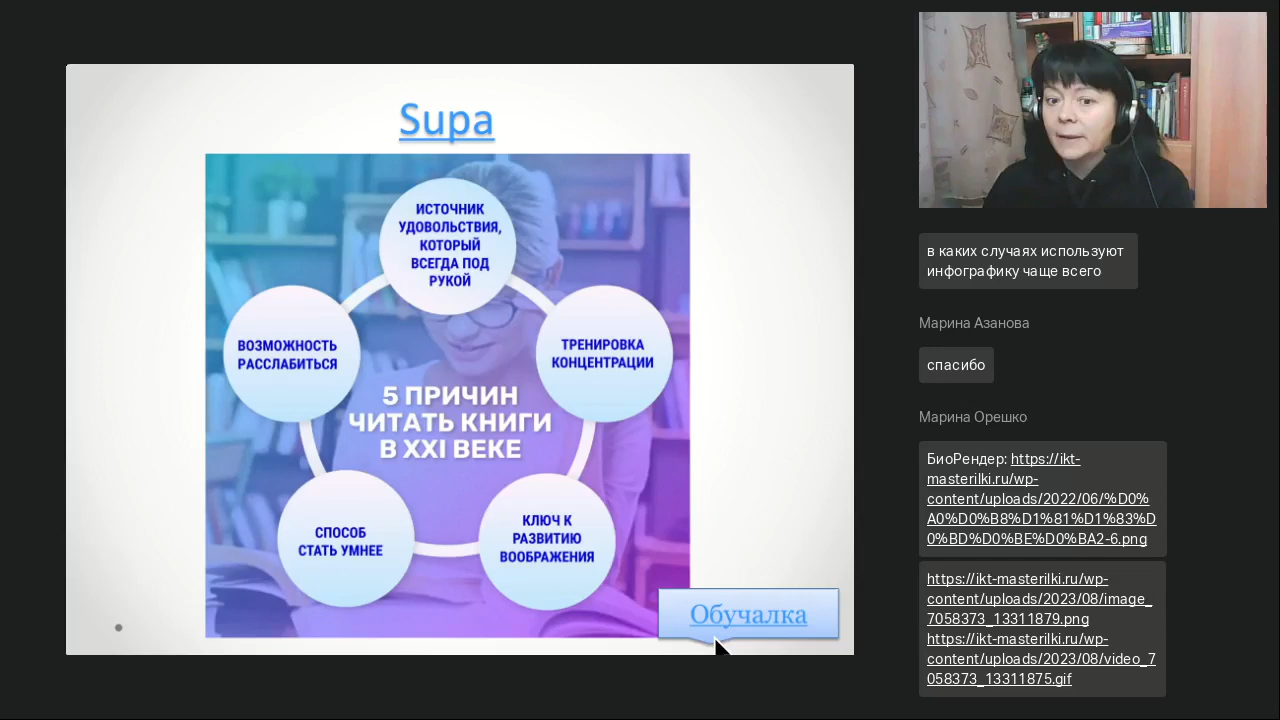 Supa
ИСТОЧНИК
УДОВОЛЬСТВИЯ,
КОТОРЫЙ
ВСЕГДА ПОД
РУКОЙ
ВОЗМОЖНОСТЬ
РАССЛАБИТЬСЯ
ТРЕНИРОВКА
КОНЦЕНТРАЦИИ
5 ПРИЧИН
ЧИТАТЬ КНИГИ
В XXI ВЕКЕ
СПОСОБ
СТАТЬ УМНЕЕ
КЛЮЧ К
РАЗВИТИЮ
ВООБРАЖЕНИЯ
Обучалка
в каких случаях используют
инфографику чаще всего
Марина Азанова
спасибо
Марина Орешко
БиоРендер: https://ikt-
masterilki.ru/wp-
content/uploads/2022/06/%D0%
A0%D0%B8%D1%81%D1%83%D
0%BD%D0%BE%D0%BA2-6.png
https://ikt-masterilki.ru/wp-
content/uploads/2023/08/image_
7058373_13311879.png
https://ikt-masterilki.ru/wp-
content/uploads/2023/08/video_7
058373_13311875.gif